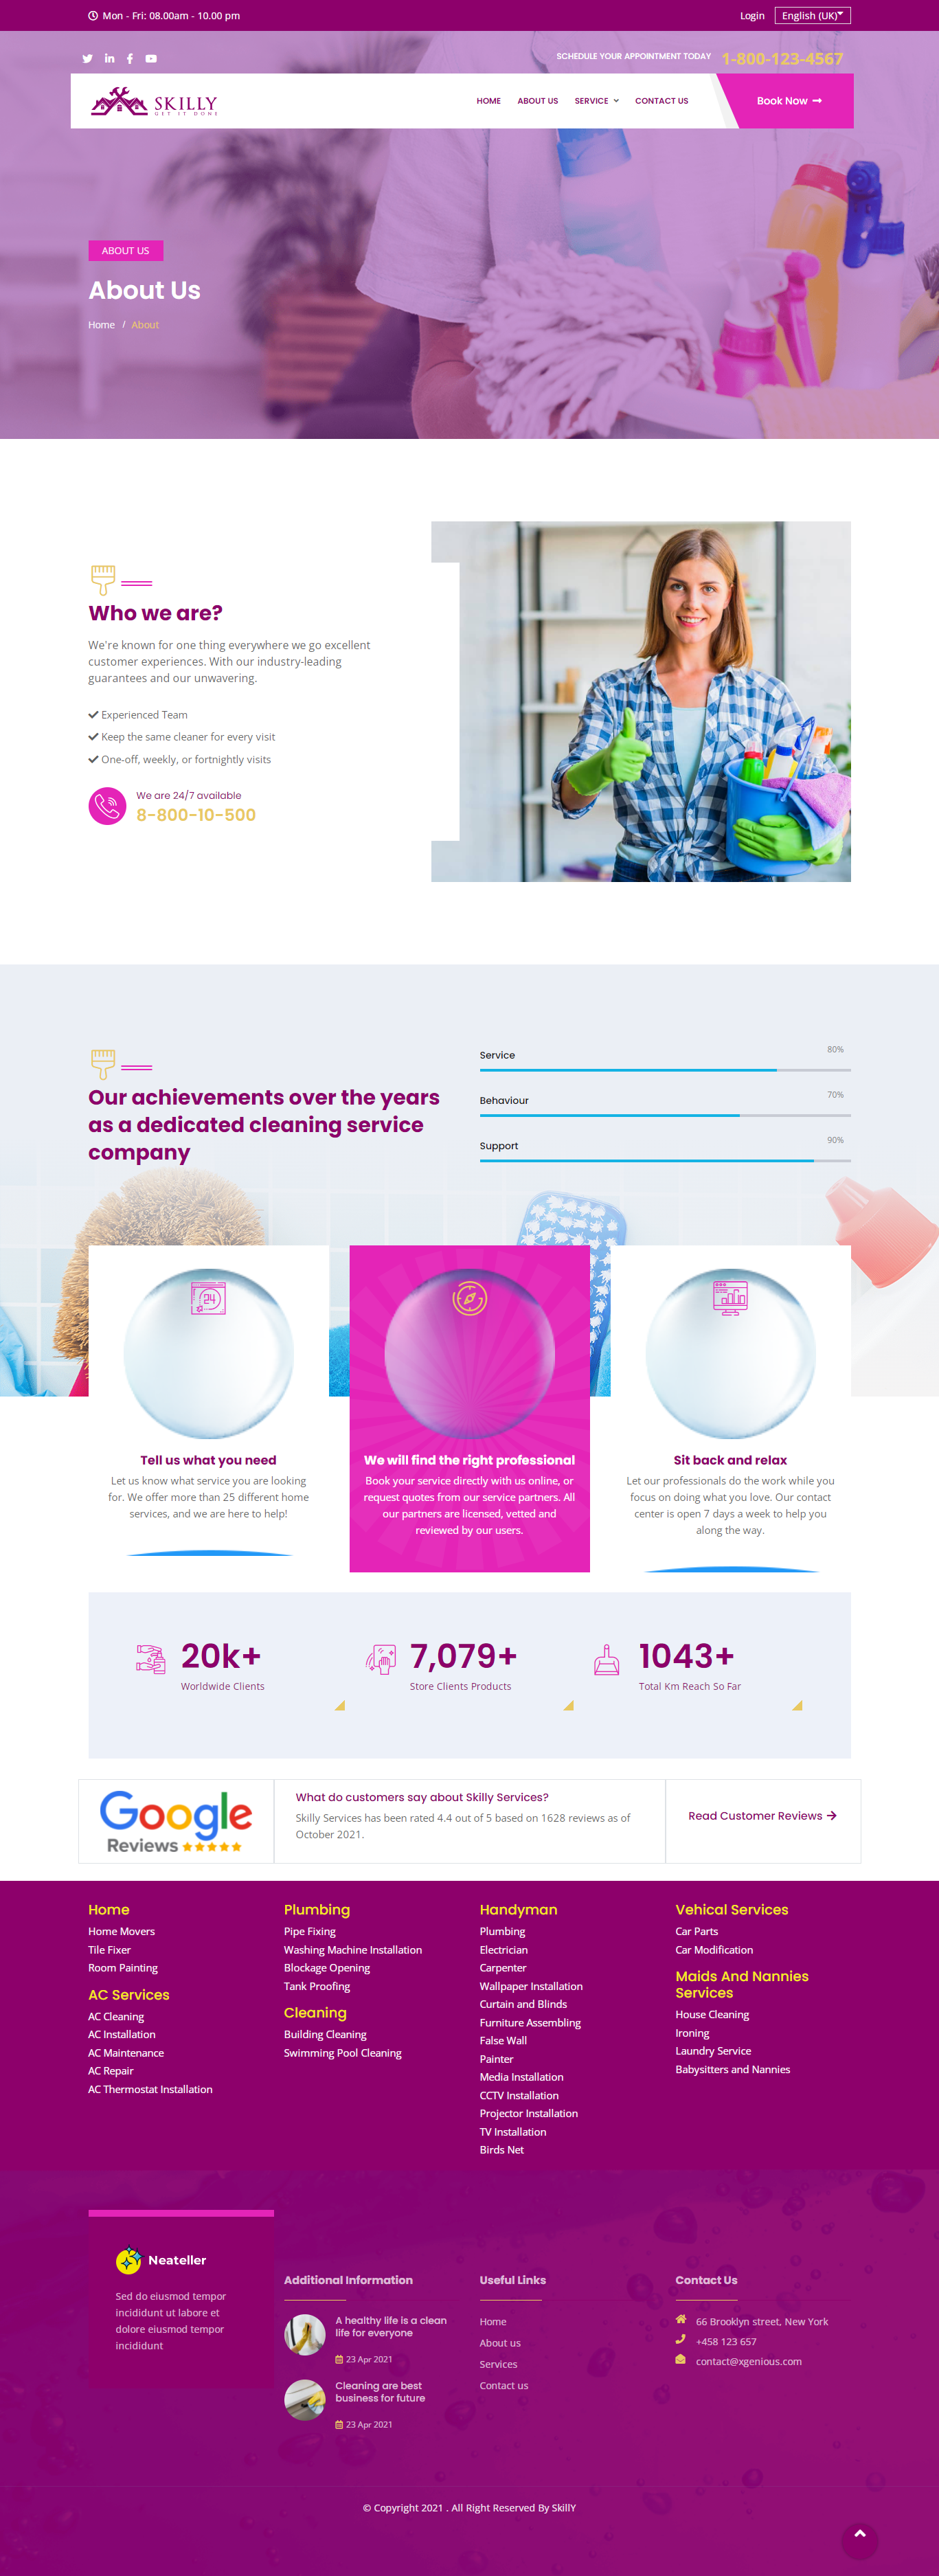 Mon - Fri: 08.00am - 10.00 pm
Login
English (UK)
SCHEDULE YOUR APPOINTMENT TODAY
1-800-123-4567
SKILLY
GET IT DONE
HOME
ABOUT US
SERVICE
CONTACT US
Book Now
ABOUT US
About Us
Home / About
Who we are?
We're known for one thing everywhere we go excellent
customer experiences. With our industry-leading
guarantees and our unwavering.
Experienced Team
Keep the same cleaner for every visit
One-off, weekly, or fortnightly visits
We are 24/7 available
8-800-10-500
Our achievements over the years
as a dedicated cleaning service
company
Service
80%
Behaviour
70%
Support
90%
24
Tell us what you need
Let us know what service you are looking
for. We offer more than 25 different home
services, and we are here to help!
We will find the right professional
Book your service directly with us online, or
request quotes from our service partners. All
our partners are licensed, vetted and
reviewed by our users.
Sit back and relax
Let our professionals do the work while you
focus on doing what you love. Our contact
center is open 7 days a week to help you
along the way.
20k+
Worldwide Clients
7,079+
Store Clients Products
1043+
Total Km Reach So Far
Google
Reviews
What do customers say about Skilly Services?
Skilly Services has been rated 4.4 out of 5 based on 1628 reviews as of
October 2021.
Read Customer Reviews
Home
Home Movers
Tile Fixer
Room Painting
AC Services
AC Cleaning
AC Installation
AC Maintenance
AC Repair
AC Thermostat Installation
Plumbing
Pipe Fixing
Washing Machine Installation
Blockage Opening
Tank Proofing
Cleaning
Building Cleaning
Swimming Pool Cleaning
Handyman
Plumbing
Electrician
Carpenter
Wallpaper Installation
Curtain and Blinds
Furniture Assembling
False Wall
Painter
Media Installation
CCTV Installation
Projector Installation
TV Installation
Birds Net
Vehical Services
Car Parts
Car Modification
Maids And Nannies
Services
House Cleaning
Ironing
Laundry Service
Babysitters and Nannies
Neateller
Sed do eiusmod tempor
incididunt ut labore et
dolore eiusmod tempor
incididunt
Additional Information
A healthy life is a clean
life for everyone
23 Apr 2021
Cleaning are best
business for future
23 Apr 2021
Useful Links
Home
About us
Services
Contact us
Contact Us
66 Brooklyn street, New York
+458 123 657
contact@xgenious.com
© Copyright 2021 . All Right Reserved By SkillY